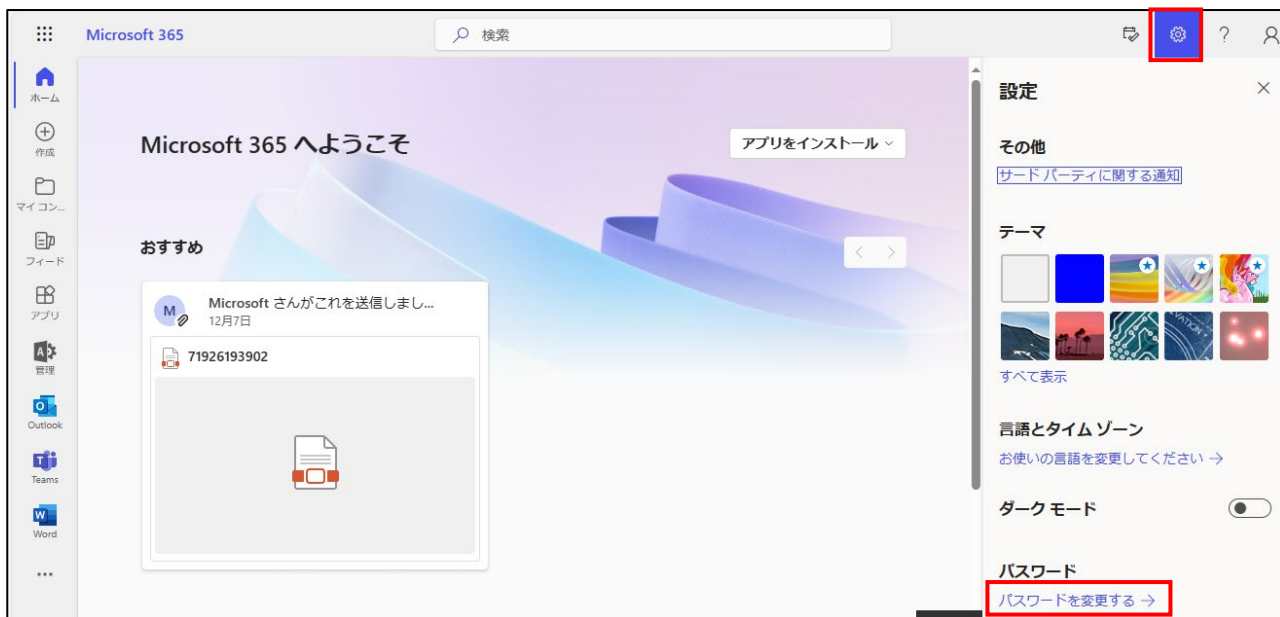 Microsoft 365
検索
?
ホーム
作成
マイ コン...
フィード
アプリ
管理
Outlook
Teams
Word
Microsoft 365 へようこそ
アプリをインストール
おすすめ
M
Microsoft さんがこれを送信しまし...
12月7日
71926193902
設定
その他
サード パーティに関する通知
テーマ
すべて表示
言語とタイム ゾーン
お使いの言語を変更してください →
ダーク モード
パスワード
パスワードを変更する →